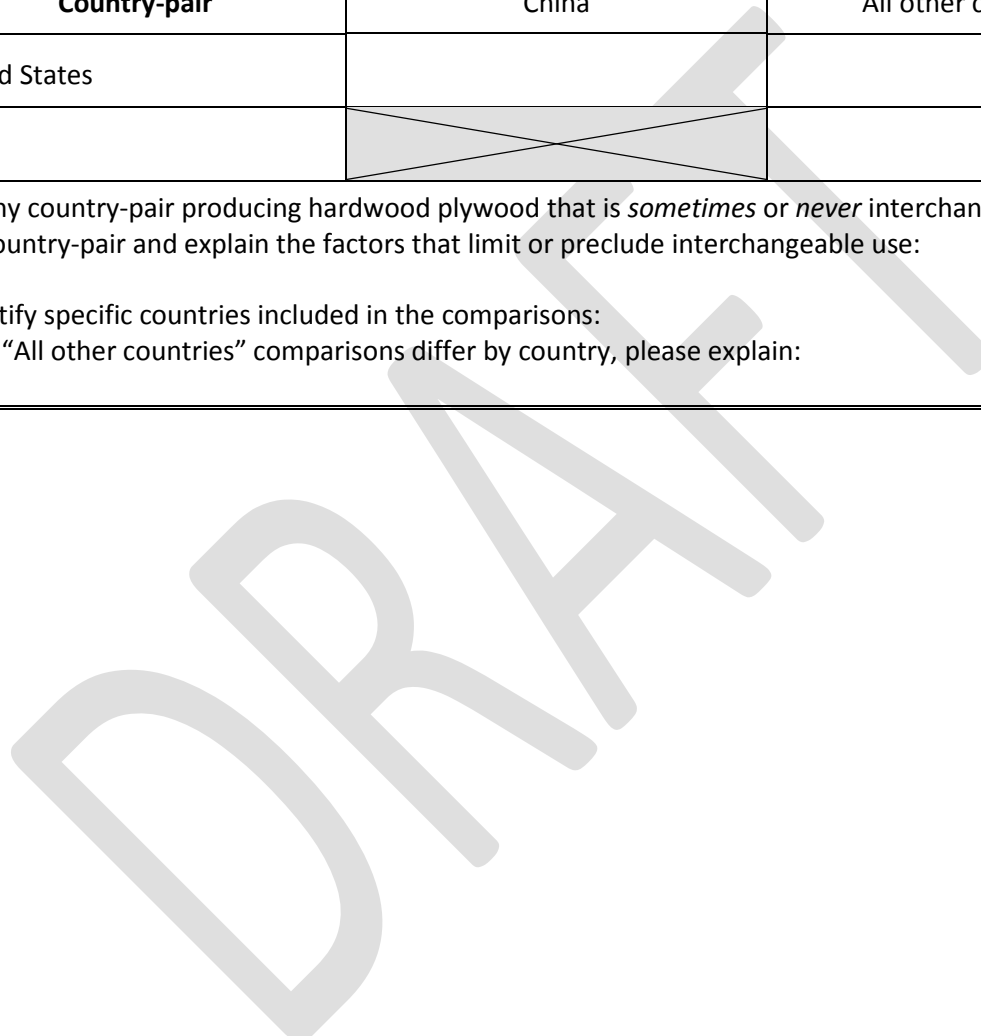 Country-pair China All other
d States
ny country-pair producing hardwood plywood that is sometimes or never interchan
ountry-pair and explain the factors that limit or preclude interchangeable use:
tify specific countries included in the comparisons:
“All other countries” comparisons differ by country, please explain:
DRAFT